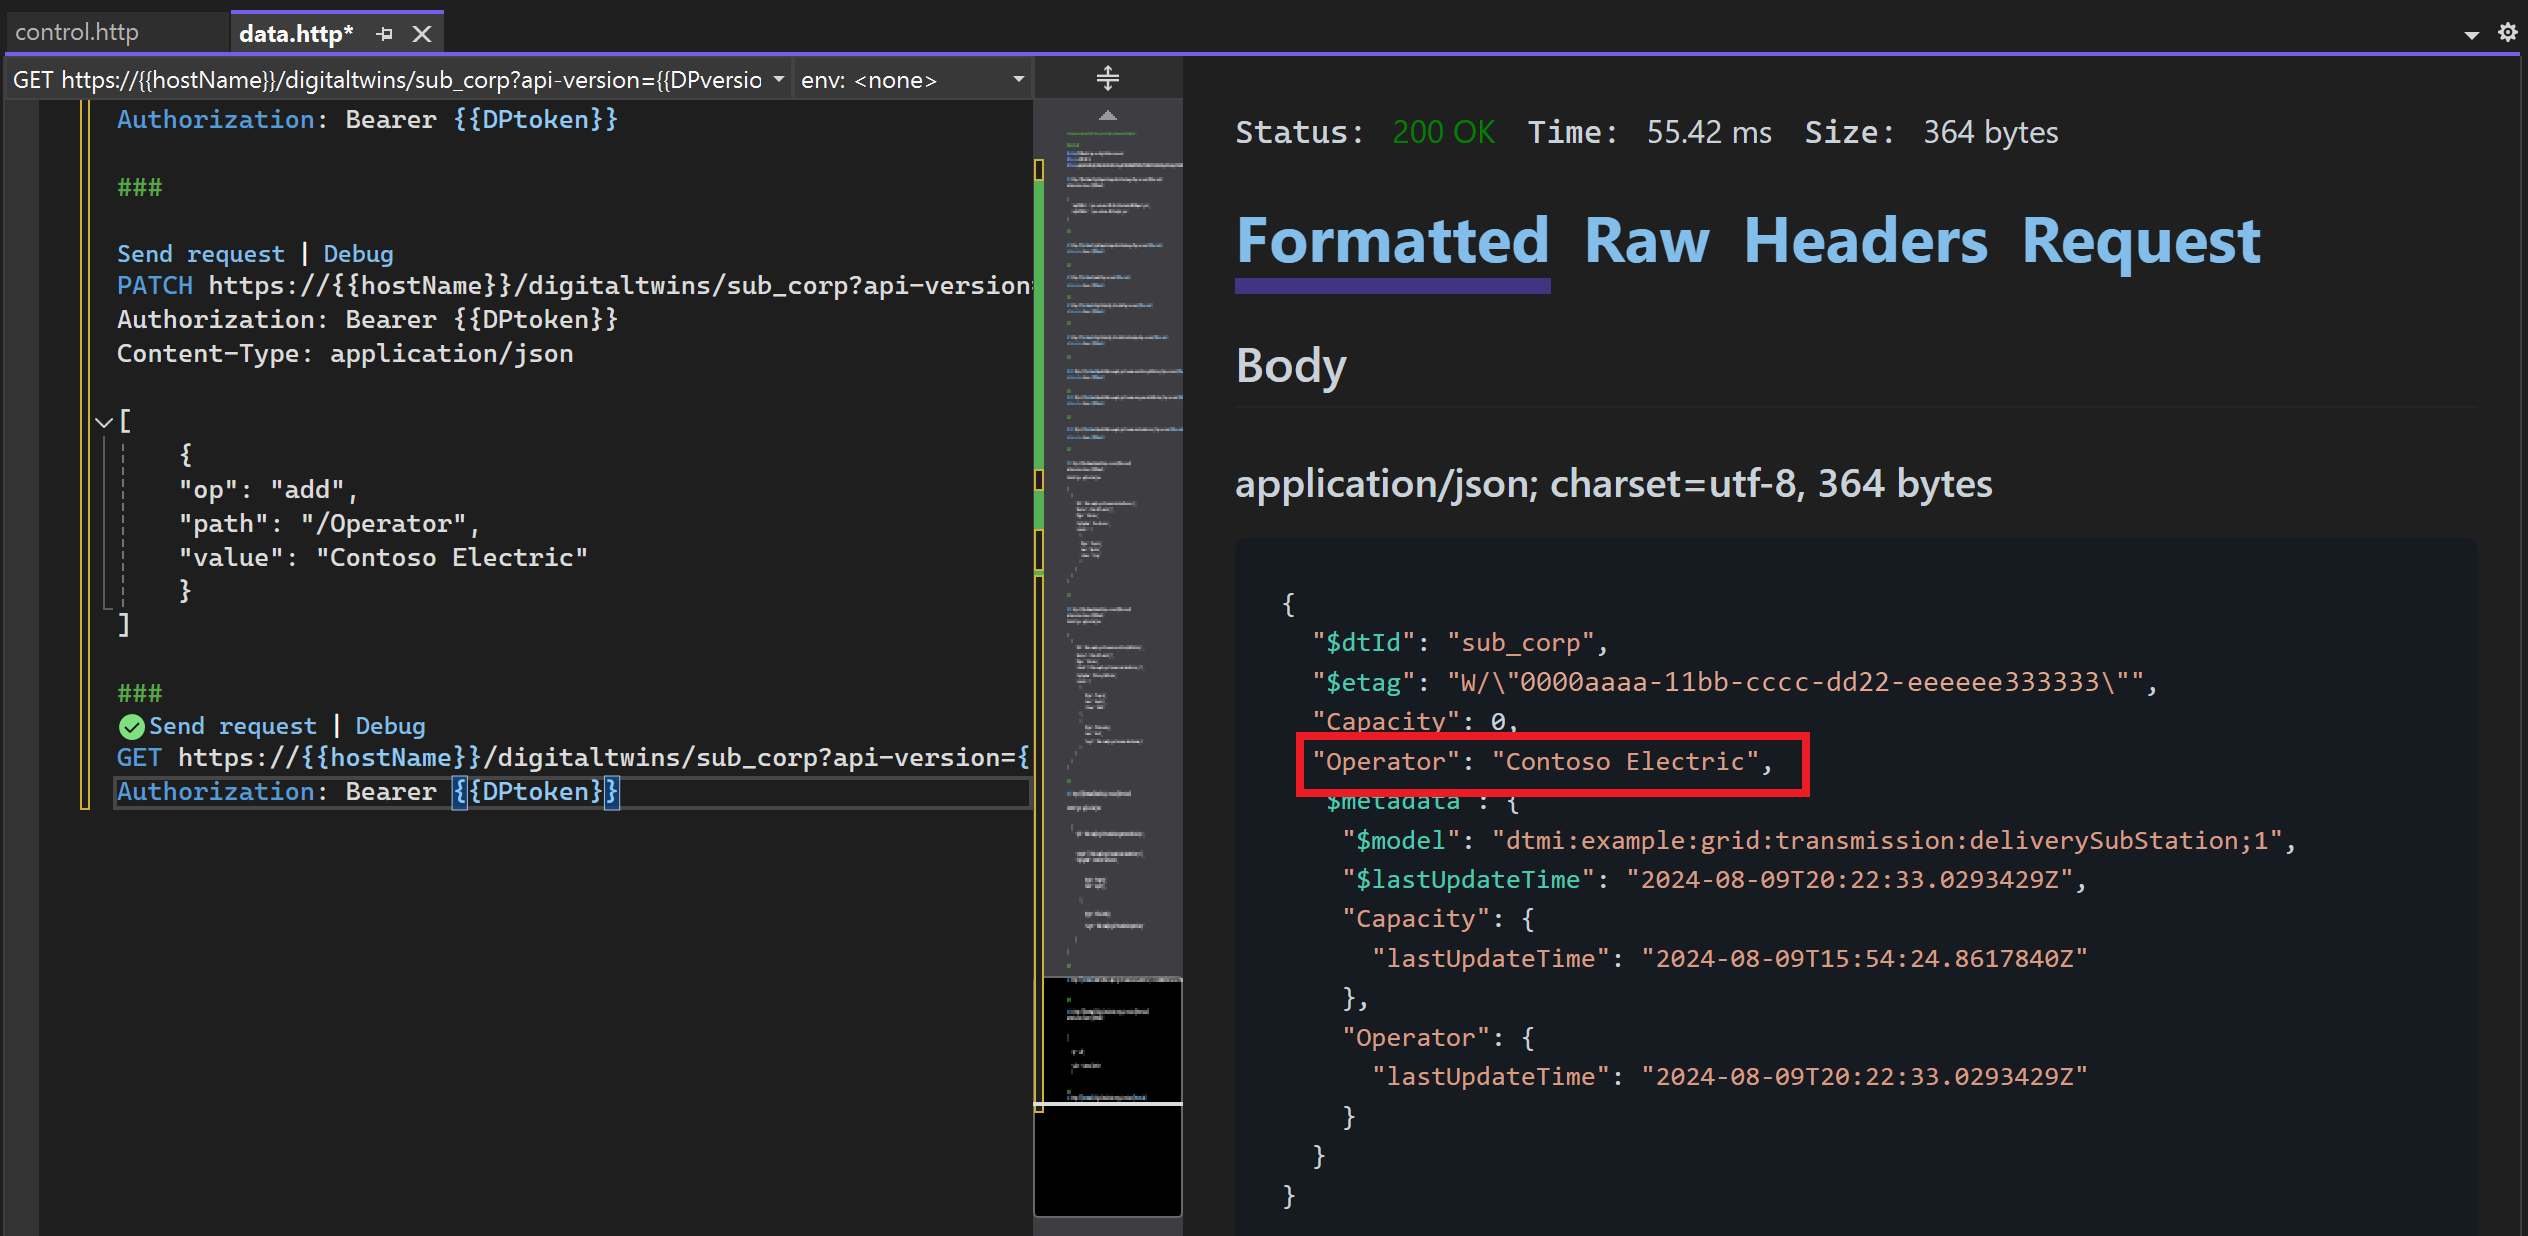 control.http
data.http*
GET https://{{hostName}}/digitaltwins/sub_corp?api-version={{DPversio
env: <none>
Authorization: Bearer {{DPtoken}}
###
Send request | Debug
PATCH https://{{hostName}}/digitaltwins/sub_corp?api-version=
Authorization: Bearer {{DPtoken}}
Content-Type: application/json
[
{
"op": "add",
"path": "/Operator",
"value": "Contoso Electric"
}
]
###
Send request | Debug
GET https://{{hostName}}/digitaltwins/sub_corp?api-version={
Authorization: Bearer {{DPtoken}}
Status: 200 OK Time: 55.42 ms Size: 364 bytes
Formatted Raw Headers Request
Body
application/json; charset=utf-8, 364 bytes
{
"$dtId": "sub_corp",
"$etag": "W/\"0000aaaa-11bb-cccc-dd22-eeeeee333333\"",
"Capacity": 0,
"Operator": "Contoso Electric",
"$metadata": {
"$model": "dtmi:example:grid:transmission:deliverySubStation;1",
"$lastUpdateTime": "2024-08-09T20:22:33.0293429Z",
"Capacity": {
"lastUpdateTime": "2024-08-09T15:54:24.8617840Z"
},
"Operator": {
"lastUpdateTime": "2024-08-09T20:22:33.0293429Z"
}
}
}